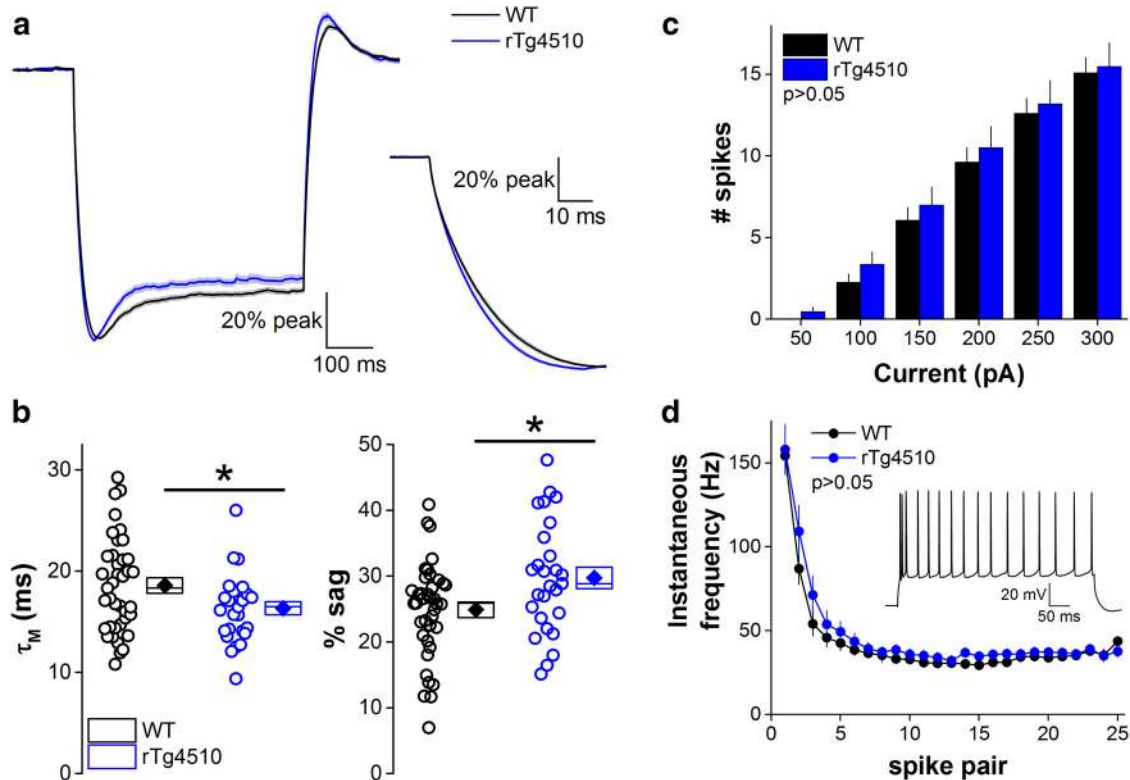 a
WT
rTg4510
20% peak
10 ms
20% peak
100 ms
b
τM (ms)
30
20
10
0
*
WT
rTg4510
% sag
50
40
30
20
10
0
*
c
WT
rTg4510
p>0.05
# spikes
15
10
5
0
50 100 150 200 250 300
Current (pA)
d
WT
rTg4510
p>0.05
Instantaneous
frequency (Hz)
150
100
50
0
20 mV
50 ms
0 5 10 15 20 25
spike pair